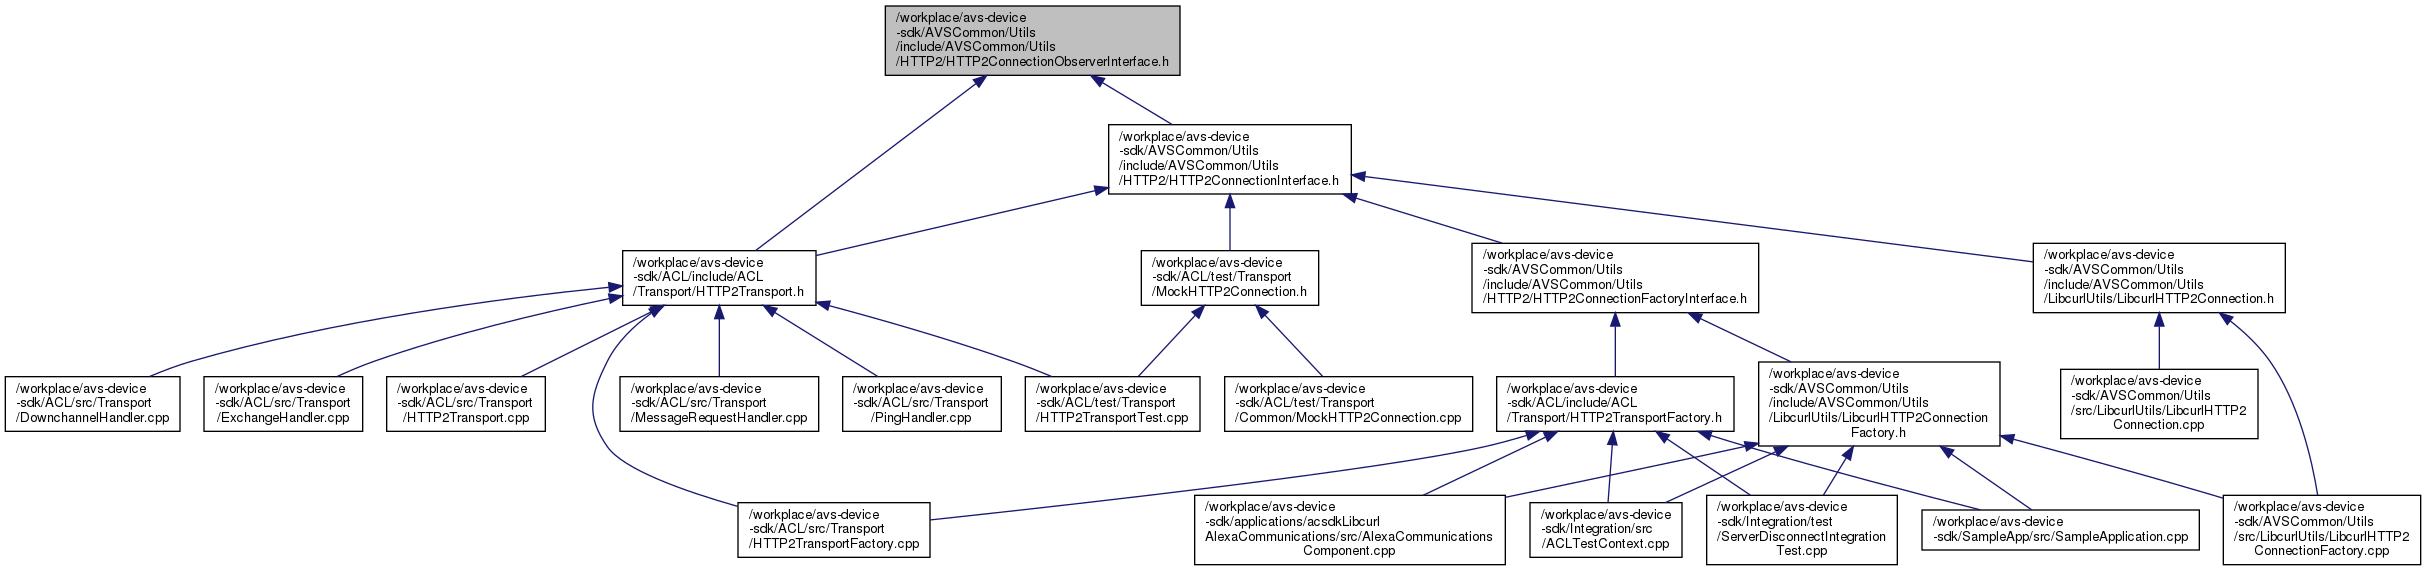 /workplace/avs-device
-sdk/AVSCommon/Utils
/include/AVSCommon/Utils
/HTTP2/HTTP2ConnectionObserverInterface.h
/workplace/avs-device
-sdk/AVSCommon/Utils
/include/AVSCommon/Utils
/HTTP2/HTTP2ConnectionInterface.h
/workplace/avs-device
-sdk/ACL/include/ACL
/Transport/HTTP2Transport.h
/workplace/avs-device
-sdk/ACL/test/Transport
/MockHTTP2Connection.h
/workplace/avs-device
-sdk/AVSCommon/Utils
/include/AVSCommon/Utils
/HTTP2/HTTP2ConnectionFactoryInterface.h
/workplace/avs-device
-sdk/AVSCommon/Utils
/include/AVSCommon/Utils
/LibcurlUtils/LibcurlHTTP2Connection.h
/workplace/avs-device
-sdk/ACL/src/Transport
/DownchannelHandler.cpp
/workplace/avs-device
-sdk/ACL/src/Transport
/ExchangeHandler.cpp
/workplace/avs-device
-sdk/ACL/src/Transport
/HTTP2Transport.cpp
/workplace/avs-device
-sdk/ACL/src/Transport
/MessageRequestHandler.cpp
/workplace/avs-device
-sdk/ACL/src/Transport
/PingHandler.cpp
/workplace/avs-device
-sdk/ACL/test/Transport
/HTTP2TransportTest.cpp
/workplace/avs-device
-sdk/ACL/test/Transport
/Common/MockHTTP2Connection.cpp
/workplace/avs-device
-sdk/ACL/include/ACL
/Transport/HTTP2TransportFactory.h
/workplace/avs-device
-sdk/AVSCommon/Utils
/include/AVSCommon/Utils
/LibcurlUtils/LibcurlHTTP2Connection
Factory.h
/workplace/avs-device
-sdk/AVSCommon/Utils
/src/LibcurlUtils/LibcurlHTTP2
Connection.cpp
/workplace/avs-device
-sdk/ACL/src/Transport
/HTTP2TransportFactory.cpp
/workplace/avs-device
-sdk/applications/acsdkLibcurl
AlexaCommunications/src/AlexaCommunications
Component.cpp
/workplace/avs-device
-sdk/Integration/src
/ACLTestContext.cpp
/workplace/avs-device
-sdk/Integration/test
/ServerDisconnectIntegration
Test.cpp
/workplace/avs-device
-sdk/SampleApp/src/SampleApplication.cpp
/workplace/avs-device
-sdk/AVSCommon/Utils
/src/LibcurlUtils/LibcurlHTTP2
ConnectionFactory.cpp